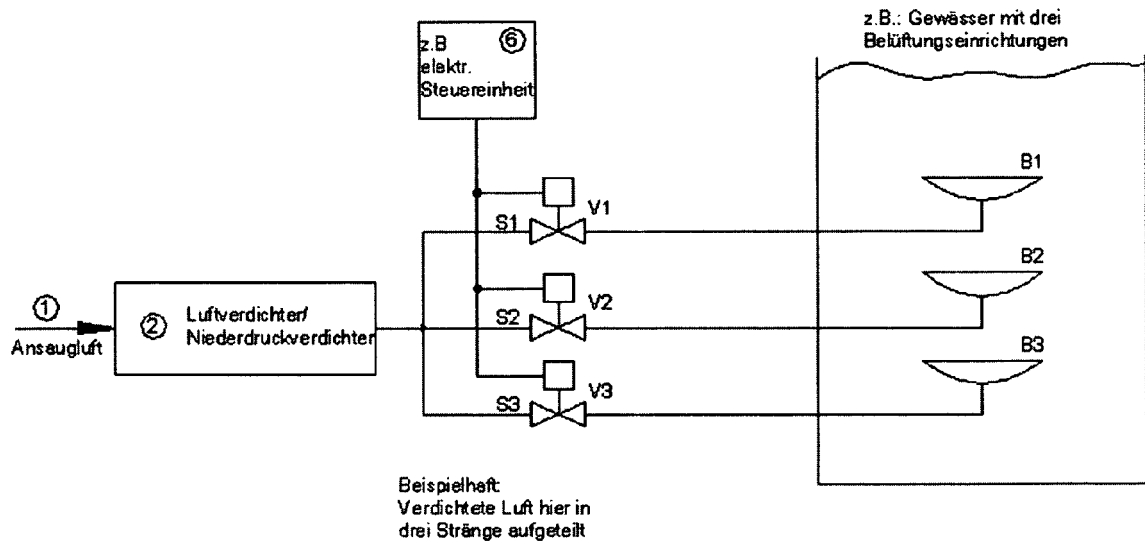 z.B.: Gewässer mit drei
Belüftungseinrichtungen
z.B 6
elektr.
Steuereinheit
B1
S1 V1
B2
S2 V2
1
Ansaugluft
2 Luftverdichter/
Niederdruckverdichter
B3
S3 V3
Beispielhaft:
Verdichtete Luft hier in
drei Stränge aufgeteilt